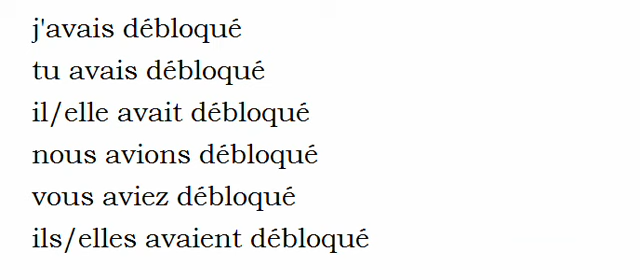 j'avais débloqué
tu avais débloqué
il/elle avait débloqué
nous avions débloqué
vous aviez débloqué
ils/elles avaient débloqué